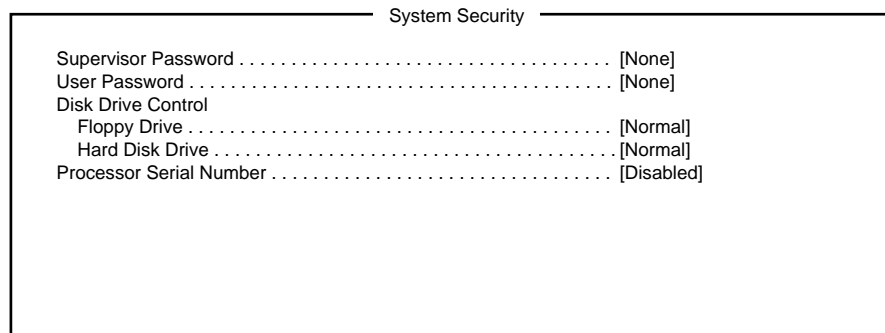 System Security
Supervisor Password . . . . . . . . . . . . . . . . . . . . . . . . . . . . . . . . . . . . [None]
User Password . . . . . . . . . . . . . . . . . . . . . . . . . . . . . . . . . . . . . . . . . [None]
Disk Drive Control
Floppy Drive . . . . . . . . . . . . . . . . . . . . . . . . . . . . . . . . . . . . . . . . . [Normal]
Hard Disk Drive . . . . . . . . . . . . . . . . . . . . . . . . . . . . . . . . . . . . . . . [Normal]
Processor Serial Number . . . . . . . . . . . . . . . . . . . . . . . . . . . . . . . . . [Disabled]